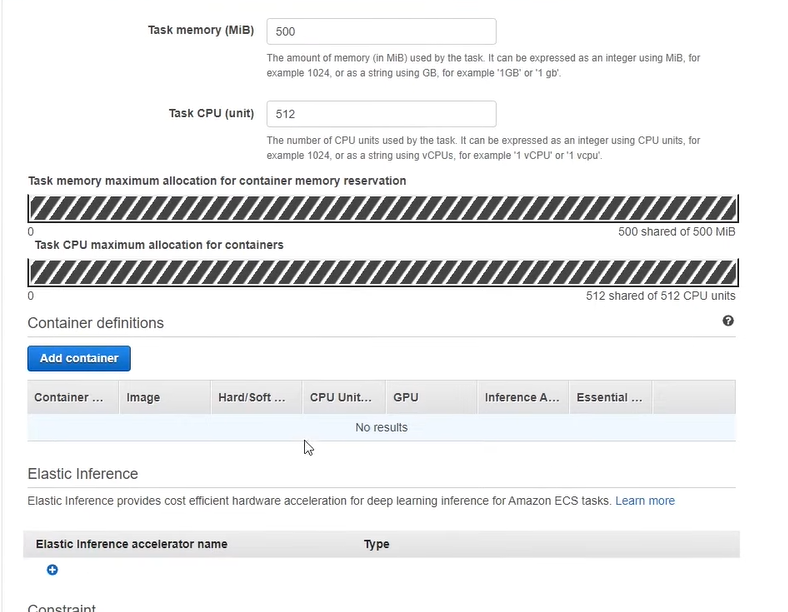 Task memory (MiB)
500
The amount of memory (in MiB) used by the task. It can be expressed as an integer using MiB, for
example 1024, or as a string using GB, for example '1GB' or '1 gb'.
Task CPU (unit)
512
The number of CPU units used by the task. It can be expressed as an integer using CPU units, for
example 1024, or as a string using vCPUs, for example '1 vCPU' or '1 vcpu'.
Task memory maximum allocation for container memory reservation
0
500 shared of 500 MiB
Task CPU maximum allocation for containers
0
512 shared of 512 CPU units
Container definitions
Add container
Container ... Image Hard/Soft ... CPU Unit... GPU Inference A... Essential ...
No results
Elastic Inference
Elastic Inference provides cost efficient hardware acceleration for deep learning inference for Amazon ECS tasks. Learn more
Elastic Inference accelerator name Type
Constraint